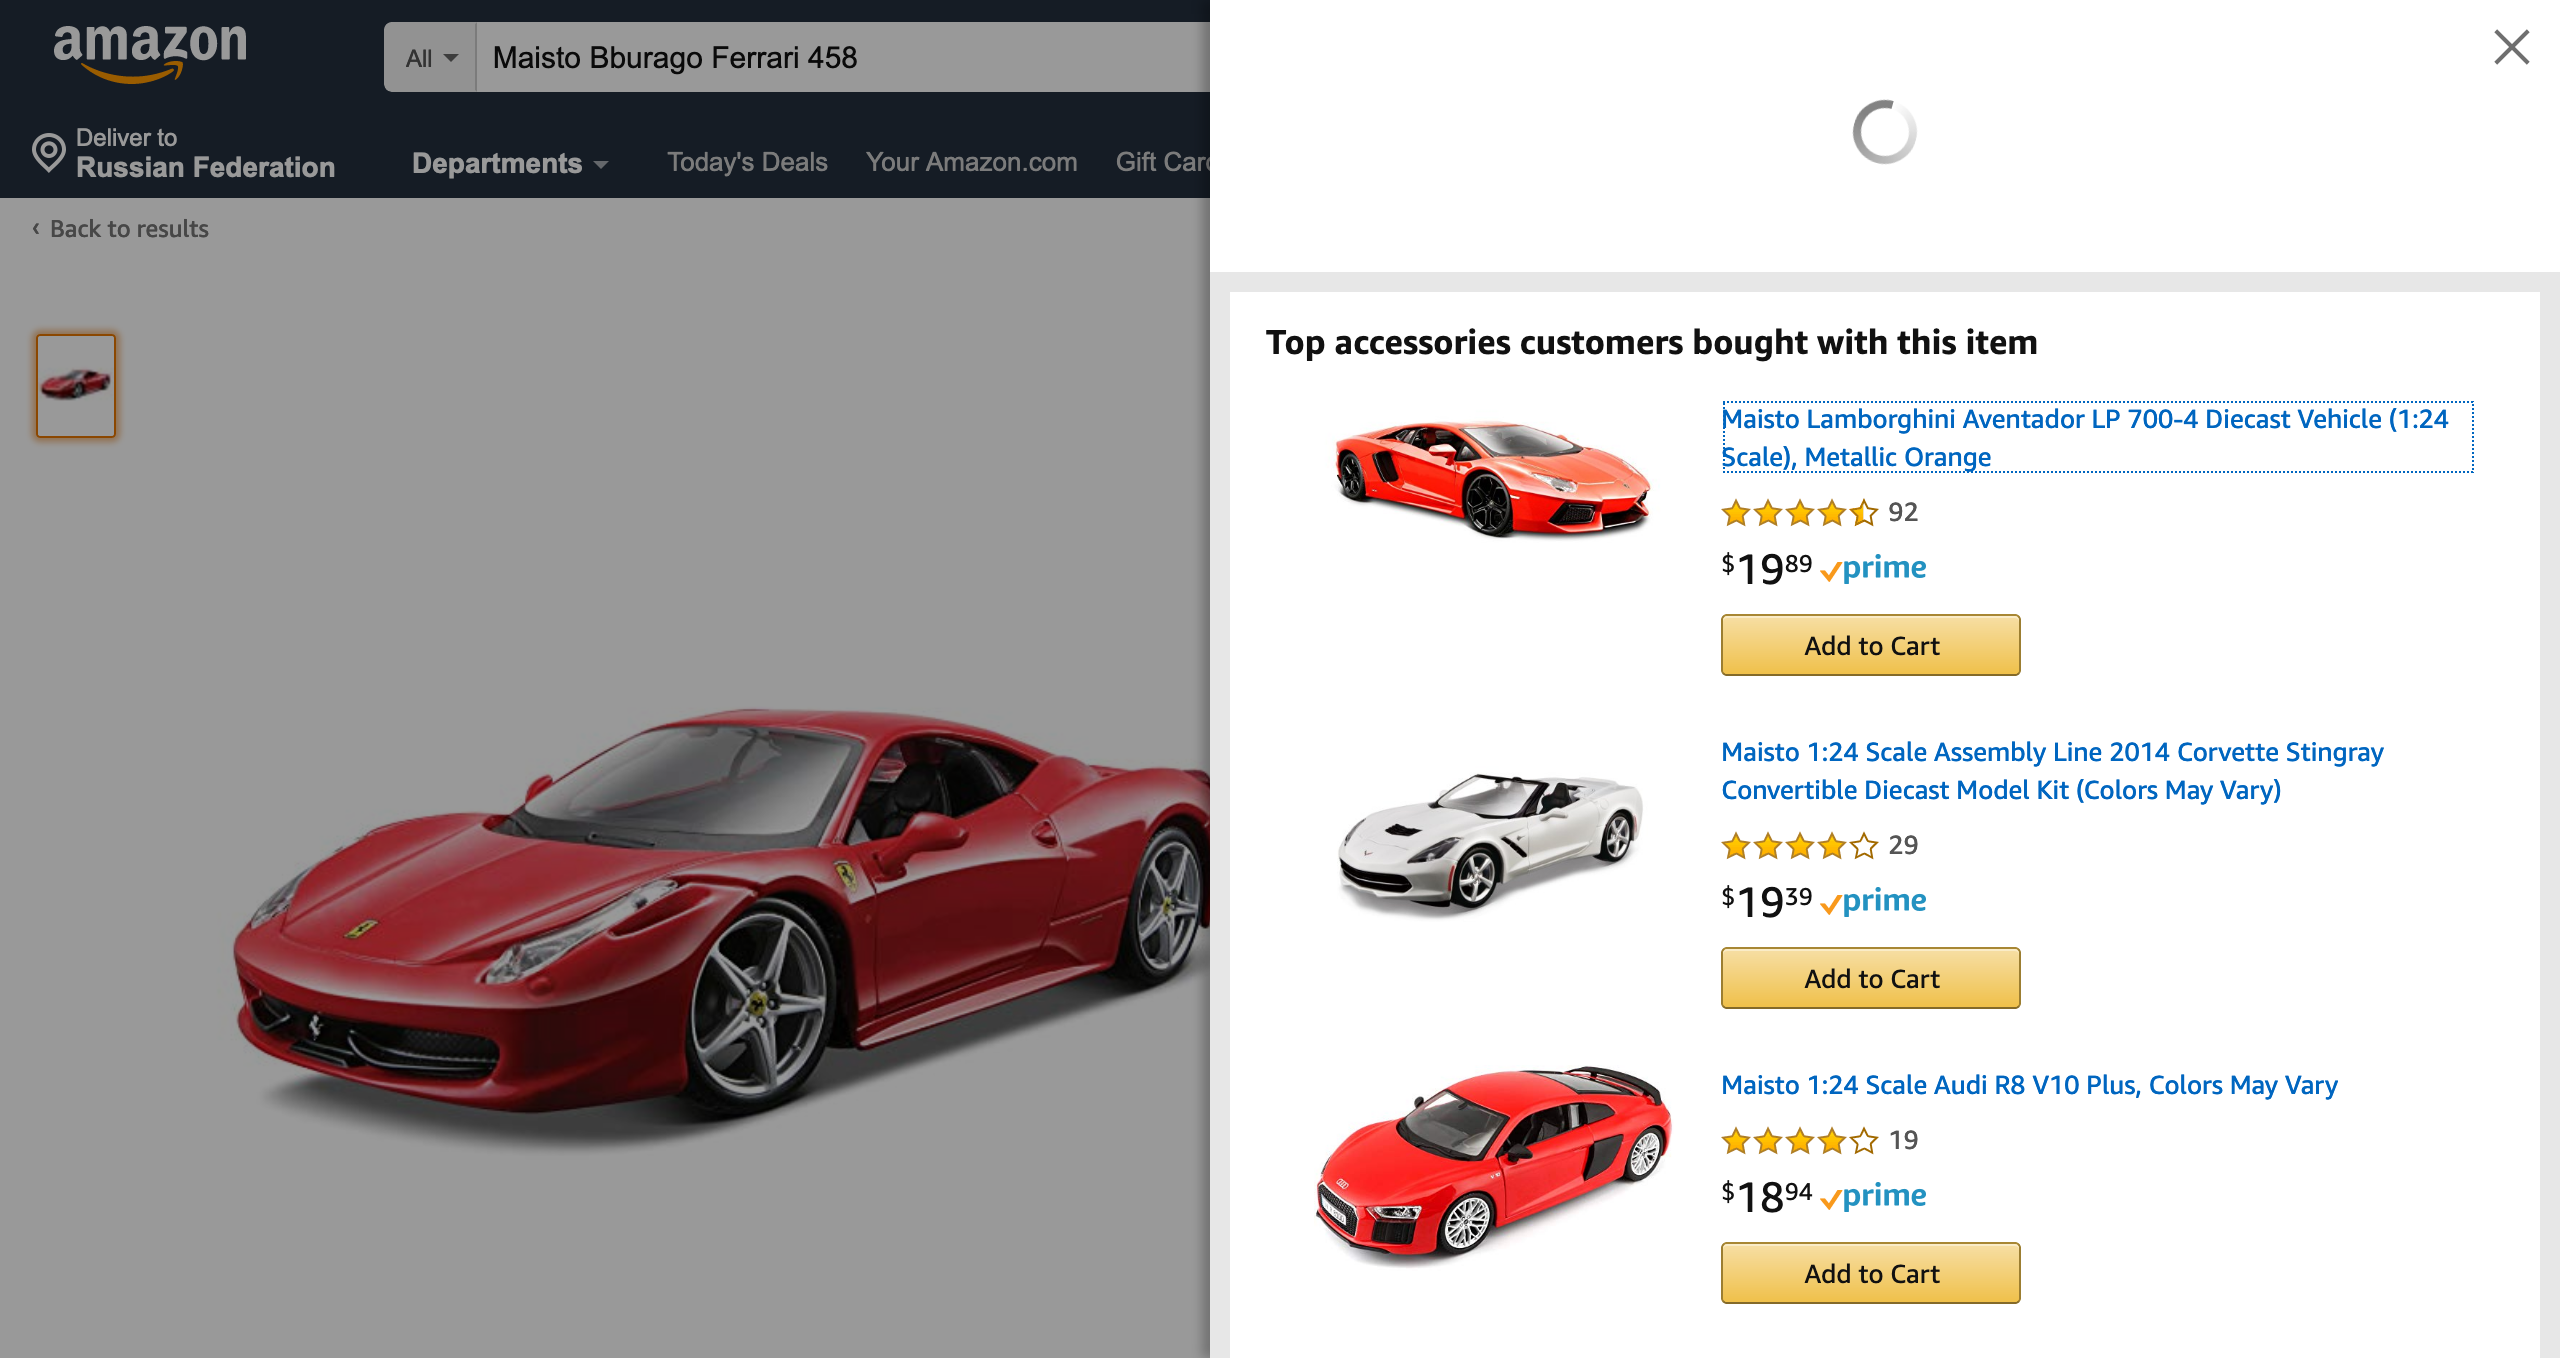 amazon
All
Maisto Bburago Ferrari 458
Deliver to
Russian Federation
Departments
Today's Deals
Your Amazon.com
Gift Car
‹ Back to results
Top accessories customers bought with this item
Maisto Lamborghini Aventador LP 700-4 Diecast Vehicle (1:24
Scale), Metallic Orange
92
$19 89 prime
Add to Cart
Maisto 1:24 Scale Assembly Line 2014 Corvette Stingray
Convertible Diecast Model Kit (Colors May Vary)
29
$19 39 prime
Add to Cart
Maisto 1:24 Scale Audi R8 V10 Plus, Colors May Vary
19
$18 94 prime
Add to Cart